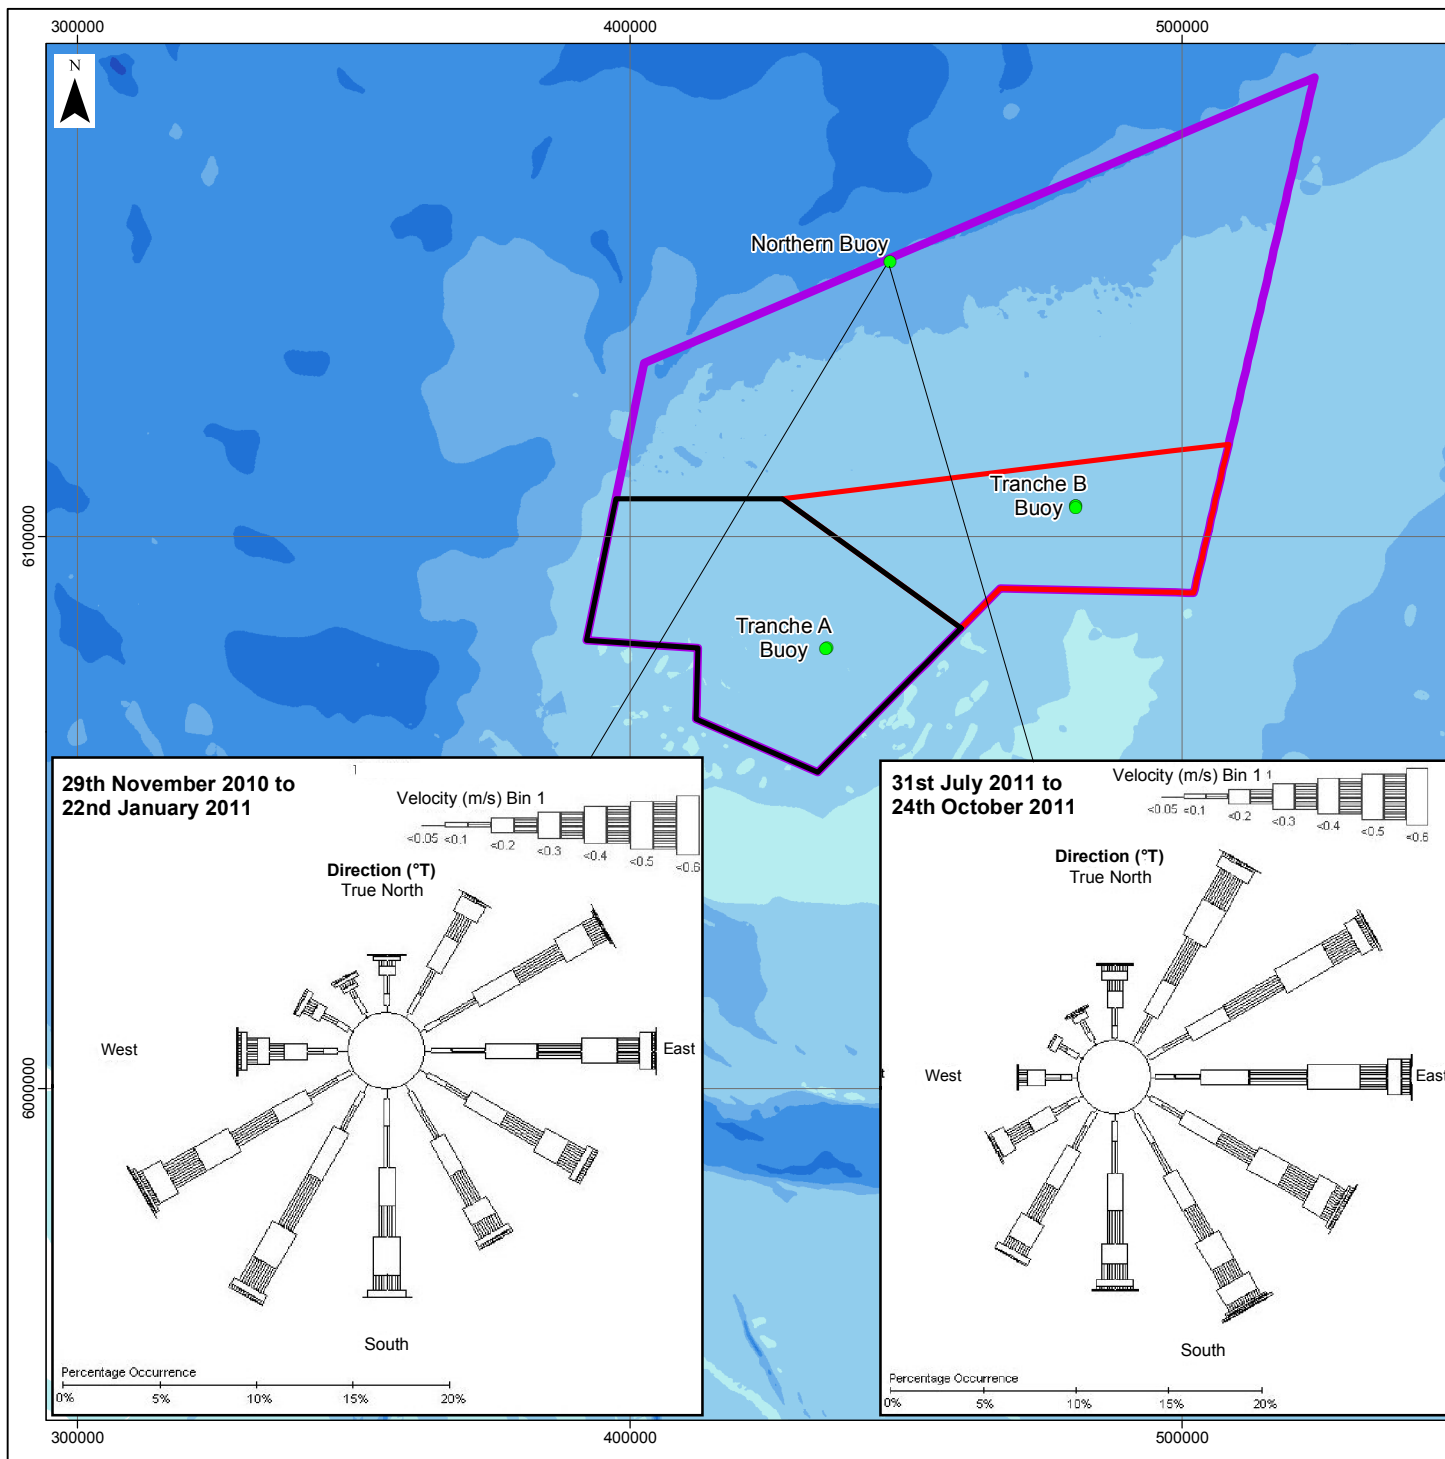 300000 400000 500000
N
Northern Buoy
Tranche B
Buoy
6100000
Tranche A
Buoy
29th November 2010 to
22nd January 2011
1
Velocity (m/s) Bin 1
<0.05 <0.1 <0.2 <0.3 <0.4 <0.5 <0.6
Direction (°T)
True North
West
East
South
Percentage Occurrence
0% 5% 10% 15% 20%
31st July 2011 to
24th October 2011
Velocity (m/s) Bin 1 1
<0.05 <0.1 <0.2 <0.3 <0.4 <0.5 <0.6
Direction (°T)
True North
West
East
South
Percentage Occurrence
0% 5% 10% 15% 20%
6000000
300000 400000 500000